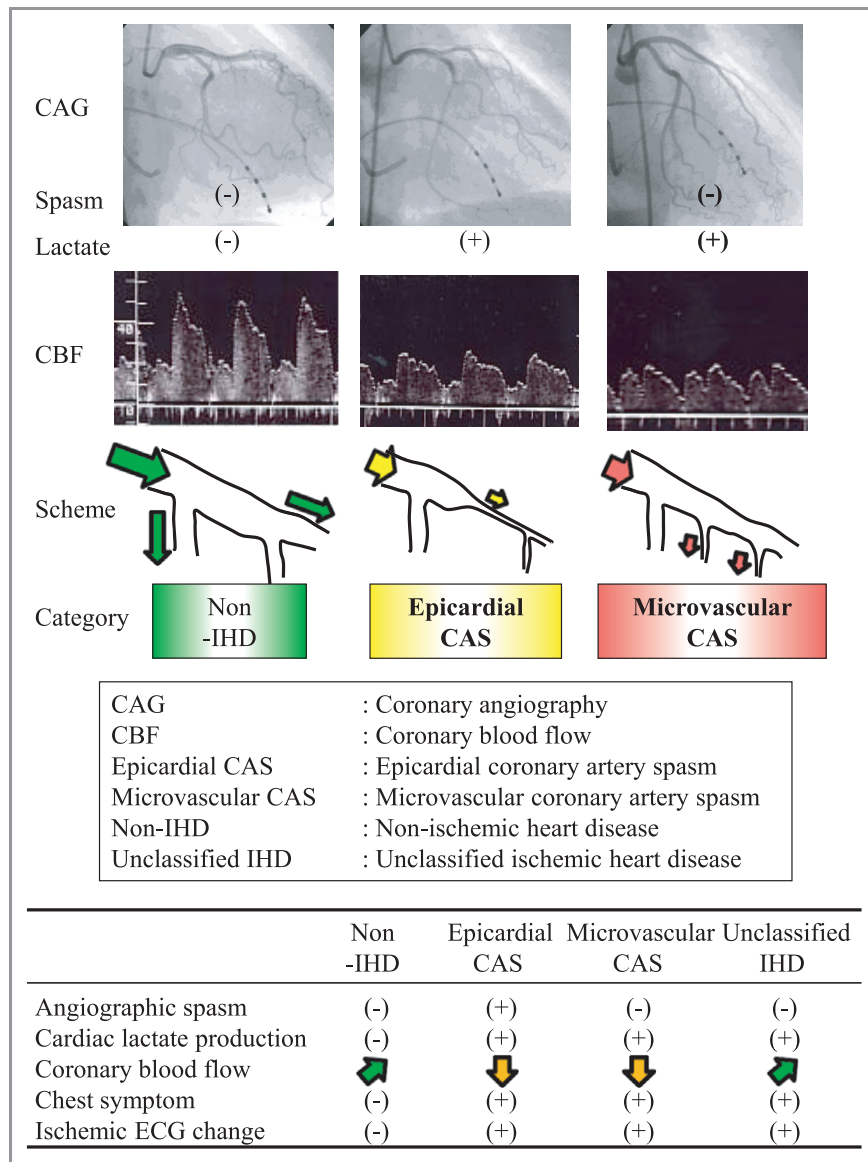 CAG
Spasm (-) (-)
Lactate (-) (+) (+)
CBF
40
10
Scheme
Category
Non
-IHD
Epicardial
CAS
Microvascular
CAS
CAG : Coronary angiography
CBF : Coronary blood flow
Epicardial CAS : Epicardial coronary artery spasm
Microvascular CAS : Microvascular coronary artery spasm
Non-IHD : Non-ischemic heart disease
Unclassified IHD : Unclassified ischemic heart disease
Non Epicardial Microvascular Unclassified
-IHD CAS CAS IHD
Angiographic spasm (-) (+) (-) (-)
Cardiac lactate production (-) (+) (+) (+)
Coronary blood flow
Chest symptom (-) (+) (+) (+)
Ischemic ECG change (-) (+) (+) (+)